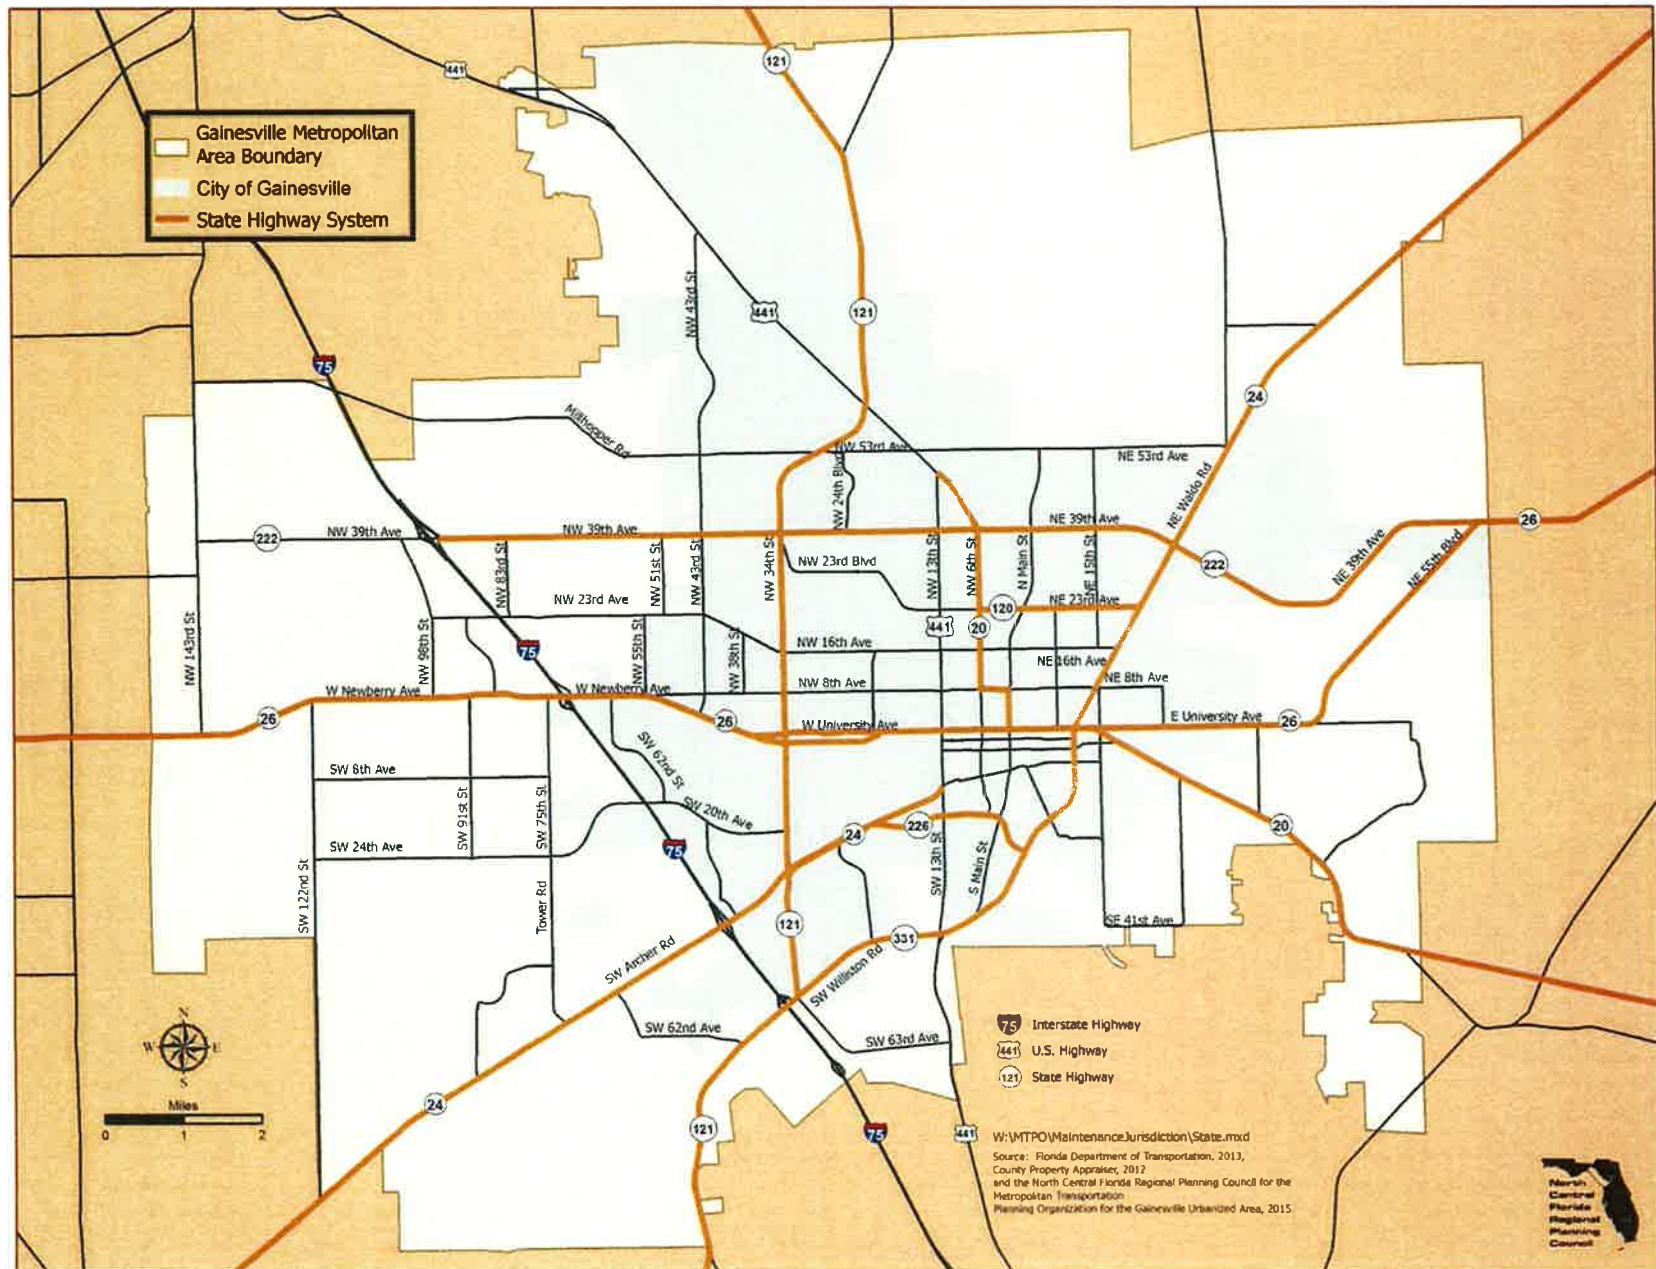 441
121
Gainesville Metropolitan
Area Boundary
City of Gainesville
State Highway System
NW 43rd St
441
121
75
24
Millhopper Rd
NW 53rd Ave
NE 53rd Ave
NW 24th Blvd
NE Waldo Rd
222
NW 39th Ave
NW 39th Ave
NE 39th Ave
26
NW 83rd St
NW 51st St
NW 43rd St
NW 34th St
NW 23rd Blvd
NW 13th St
NW 6th St
N Main St
NE 15th St
222
NE 39th Ave
NE 55th Blvd
NW 23rd Ave
120
NE 23rd Ave
NW 143rd St
NW 98th St
75
NW 55th St
NW 38th St
NW 16th Ave
441
20
NE 16th Ave
NW 8th Ave
NE 8th Ave
W Newberry Ave
W Newberry Ave
26
26
W University Ave
E University Ave
26
SW 62nd St
SW 8th Ave
SW 91st St
SW 75th St
SW 20th Ave
24
226
20
SW 24th Ave
75
SW 122nd St
Tower Rd
SW 13th St
S Main St
SE 41st Ave
121
331
SW Archer Rd
SW Williston Rd
SW 62nd Ave
SW 63rd Ave
N
W
E
S
Miles
0
1
2
24
121
75
441
75
Interstate Highway
441
U.S. Highway
121
State Highway
W:\MTPO\MaintenanceJurisdiction\State.mxd
Source: Florida Department of Transportation, 2013,
County Property Appraiser, 2012
and the North Central Florida Regional Planning Council for the
Metropolitan Transportation
Planning Organization for the Gainesville Urbanized Area, 2015
North
Central
Florida
Regional
Planning
Council